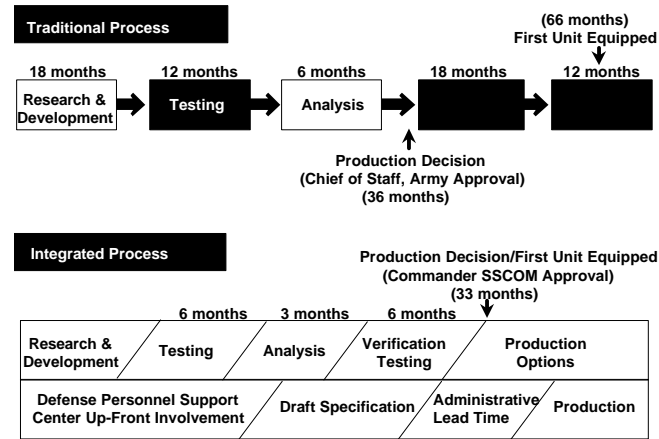 Traditional Process
(66 months)
First Unit Equipped
18 months
12 months
6 months
18 months
12 months
Research &
Development
Testing
Analysis
Production Decision
(Chief of Staff, Army Approval)
(36 months)
Integrated Process
Production Decision/First Unit Equipped
(Commander SSCOM Approval)
(33 months)
6 months
3 months
6 months
Research &
Development
Testing
Analysis
Verification
Testing
Production
Options
Defense Personnel Support
Center Up-Front Involvement
Draft Specification
Administrative
Lead Time
Production